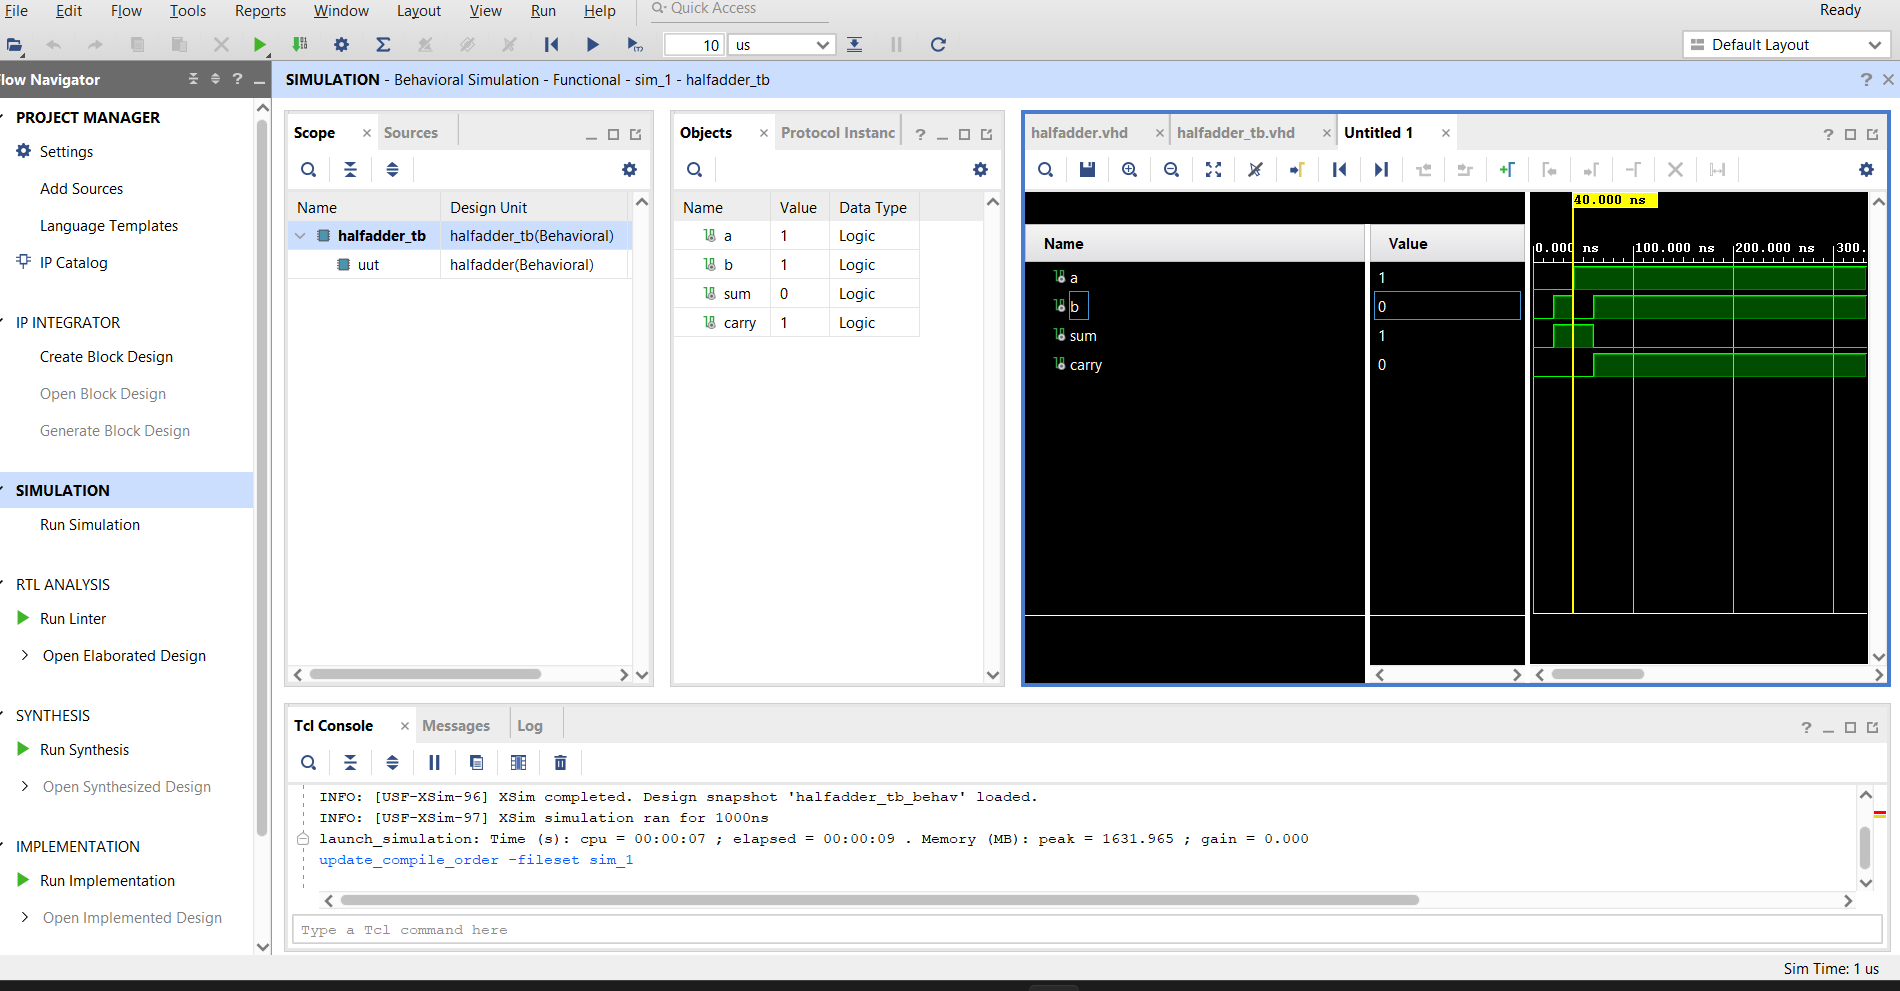 File Edit Flow Tools Reports Window Layout View Run Help Quick Access Ready
10 us Default Layout
Flow Navigator ? _
SIMULATION - Behavioral Simulation - Functional - sim_1 - halfadder_tb
PROJECT MANAGER
Settings
Add Sources
Language Templates
IP Catalog
IP INTEGRATOR
Create Block Design
Open Block Design
Generate Block Design
SIMULATION
Run Simulation
RTL ANALYSIS
Run Linter
Open Elaborated Design
SYNTHESIS
Run Synthesis
Open Synthesized Design
IMPLEMENTATION
Run Implementation
Open Implemented Design
Scope Sources
Name Design Unit
halfadder_tb halfadder_tb(Behavioral)
uut halfadder(Behavioral)
Objects Protocol Instanc
Name Value Data Type
a 1 Logic
b 1 Logic
sum 0 Logic
carry 1 Logic
halfadder.vhd halfadder_tb.vhd Untitled 1
40.000 ns
Name Value
0.000 ns 100.000 ns 200.000 ns 300.
a 1
b 0
sum 1
carry 0
Tcl Console Messages Log
INFO: [USF-XSim-96] XSim completed. Design snapshot 'halfadder_tb_behav' loaded.
INFO: [USF-XSim-97] XSim simulation ran for 1000ns
launch_simulation: Time (s): cpu = 00:00:07 ; elapsed = 00:00:09 . Memory (MB): peak = 1631.965 ; gain = 0.000
update_compile_order -fileset sim_1
Type a Tcl command here
Sim Time: 1 us